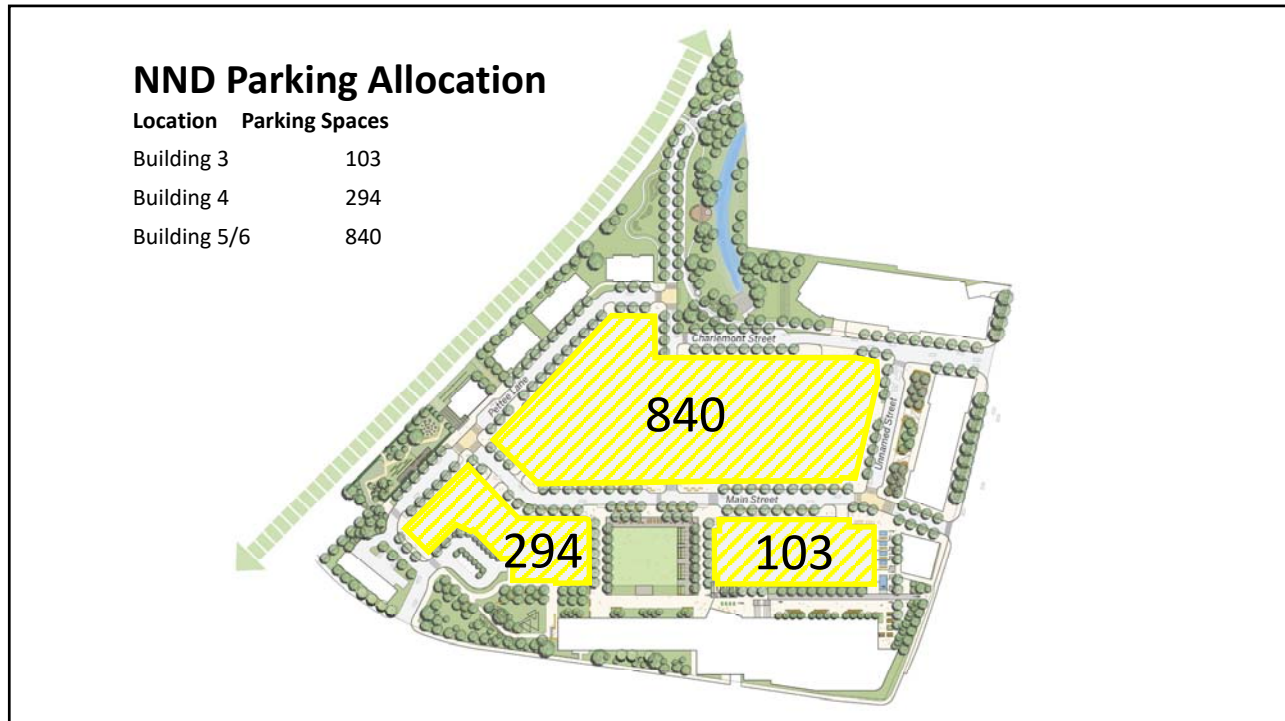 NND Parking Allocation
Location Parking Spaces
Building 3 103
Building 4 294
Building 5/6 840
Charlemont Street
Pettee Lane
840
Unnamed Street
Main Street
294
103